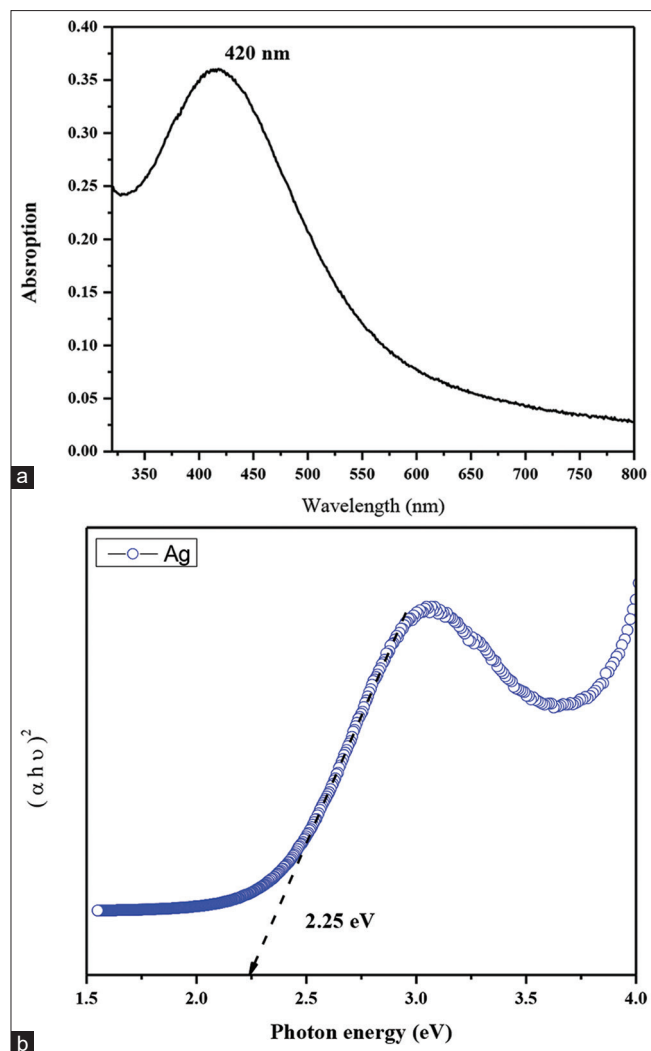 0.40
420 nm
0.35
0.30
0.25
0.20
0.15
0.10
0.05
0.00
Absroption
350 400 450 500 550 600 650 700 750 800
Wavelength (nm)
a
Ag
(α h υ)²
2.25 eV
1.5 2.0 2.5 3.0 3.5 4.0
Photon energy (eV)
b